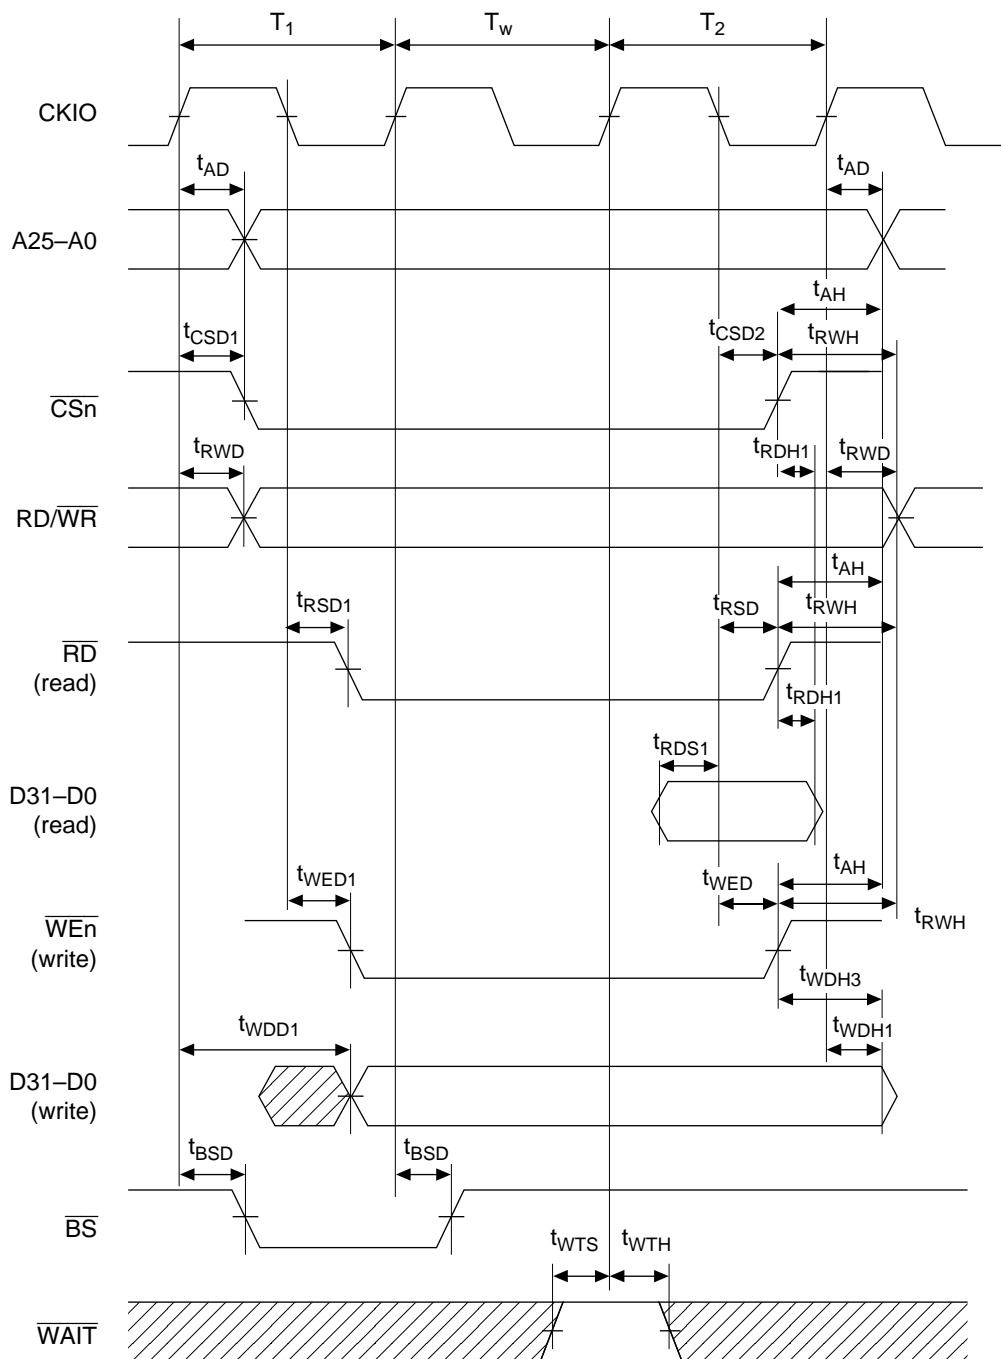 T1 Tw T2
CKIO
tAD tAD
A25–A0
tAH
tCSD1 tCSD2 tRWH
CSn
tRWD tRDH1 tRWD
RD/WR
tAH
tRSD1 tRSD tRWH
RD
(read)
tRDH1
tRDS1
D31–D0
(read)
tAH
tWED1 tWED
WEn
tRWH
(write)
tWDH3
tWDD1 tWDH1
D31–D0
(write)
tBSD tBSD
BS
tWTS tWTH
WAIT